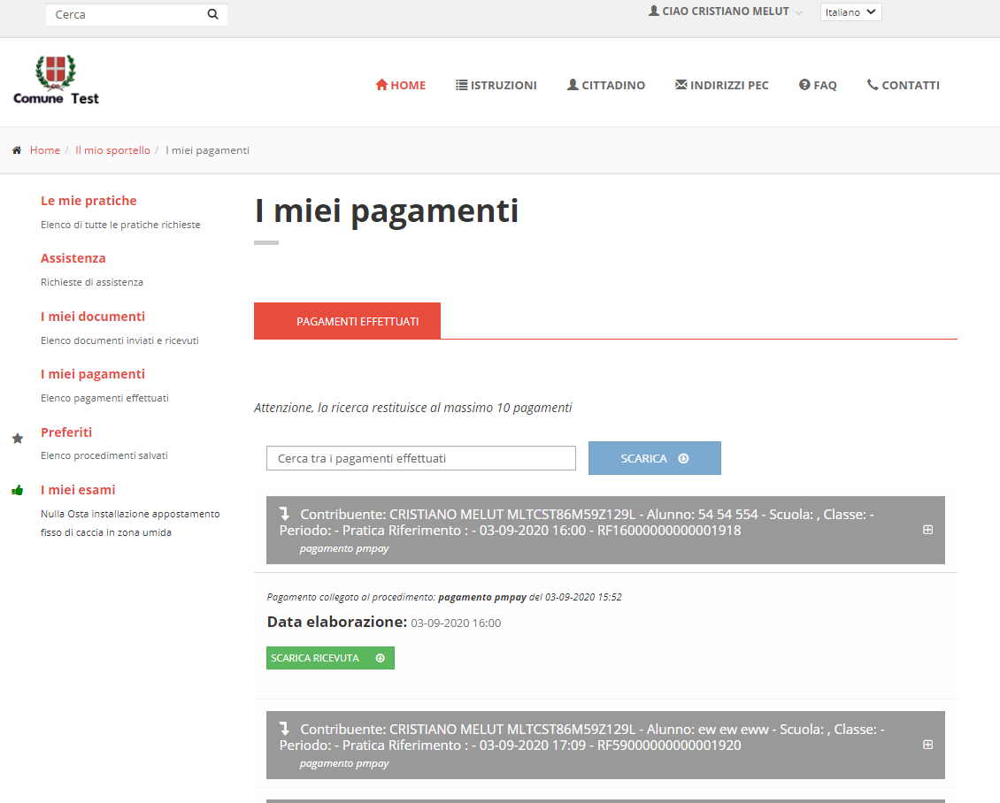 Cerca
CIAO CRISTIANO MELUT
Italiano
Comune Test
HOME
ISTRUZIONI
CITTADINO
INDIRIZZI PEC
FAQ
CONTATTI
Home / Il mio sportello / I miei pagamenti
Le mie pratiche
Elenco di tutte le pratiche richieste
Assistenza
Richieste di assistenza
I miei documenti
Elenco documenti inviati e ricevuti
I miei pagamenti
Elenco pagamenti effettuati
Preferiti
Elenco procedimenti salvati
I miei esami
Nulla Osta installazione appostamento
fisso di caccia in zona umida
I miei pagamenti
PAGAMENTI EFFETTUATI
Attenzione, la ricerca restituisce al massimo 10 pagamenti
Cerca tra i pagamenti effettuati
SCARICA
Contribuente: CRISTIANO MELUT MLTCST86M59Z129L - Alunno: 54 54 554 - Scuola: , Classe: -
Periodo: - Pratica Riferimento : - 03-09-2020 16:00 - RF16000000000001918
pagamento pmpay
Pagamento collegato al procedimento: pagamento pmpay del 03-09-2020 15:52
Data elaborazione: 03-09-2020 16:00
SCARICA RICEVUTA
Contribuente: CRISTIANO MELUT MLTCST86M59Z129L - Alunno: ew ew eww - Scuola: , Classe: -
Periodo: - Pratica Riferimento : - 03-09-2020 17:09 - RF59000000000001920
pagamento pmpay